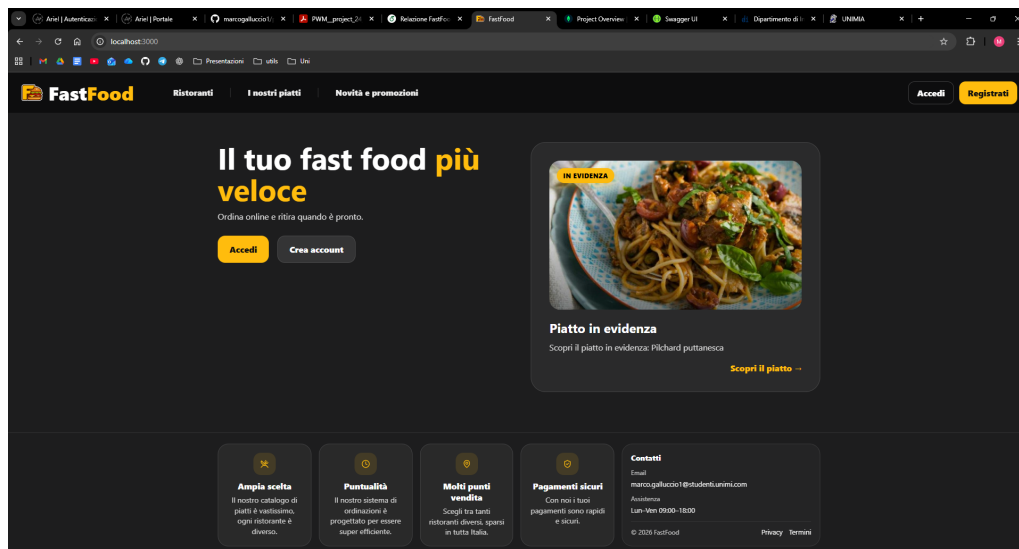 Ariel | Autenticazio
Ariel | Portale
marcogalluccio1/
PWM_project_24
Relazione FastFoo
FastFood
Project Overview |
Swagger UI
Dipartimento di I
UNIMIA
localhost:3000
Presentazioni
utils
Uni
FastFood
Ristoranti
I nostri piatti
Novità e promozioni
Accedi
Registrati
Il tuo fast food più
veloce
Ordina online e ritira quando è pronto.
Accedi
Crea account
IN EVIDENZA
Piatto in evidenza
Scopri il piatto in evidenza: Pilchard puttanesca
Scopri il piatto →
Ampia scelta
Il nostro catalogo di
piatti è vastissimo,
ogni ristorante è
diverso.
Puntualità
Il nostro sistema di
ordinazioni è
progettato per essere
super efficiente.
Molti punti
vendita
Scegli tra tanti
ristoranti diversi, sparsi
in tutta Italia.
Pagamenti sicuri
Con noi i tuoi
pagamenti sono rapidi
e sicuri.
Contatti
Email
marco.galluccio1@studenti.unimi.com
Assistenza
Lun–Ven 09:00–18:00
© 2026 FastFood
Privacy
Termini